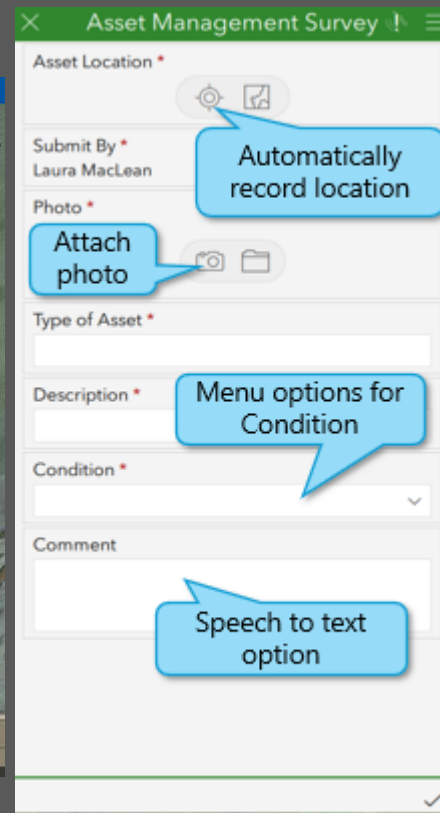 Asset Management Survey
Asset Location *
Automatically
record location
Submit By *
Laura MacLean
Photo *
Attach
photo
Type of Asset *
Description *
Menu options for
Condition
Condition *
Comment
Speech to text
option